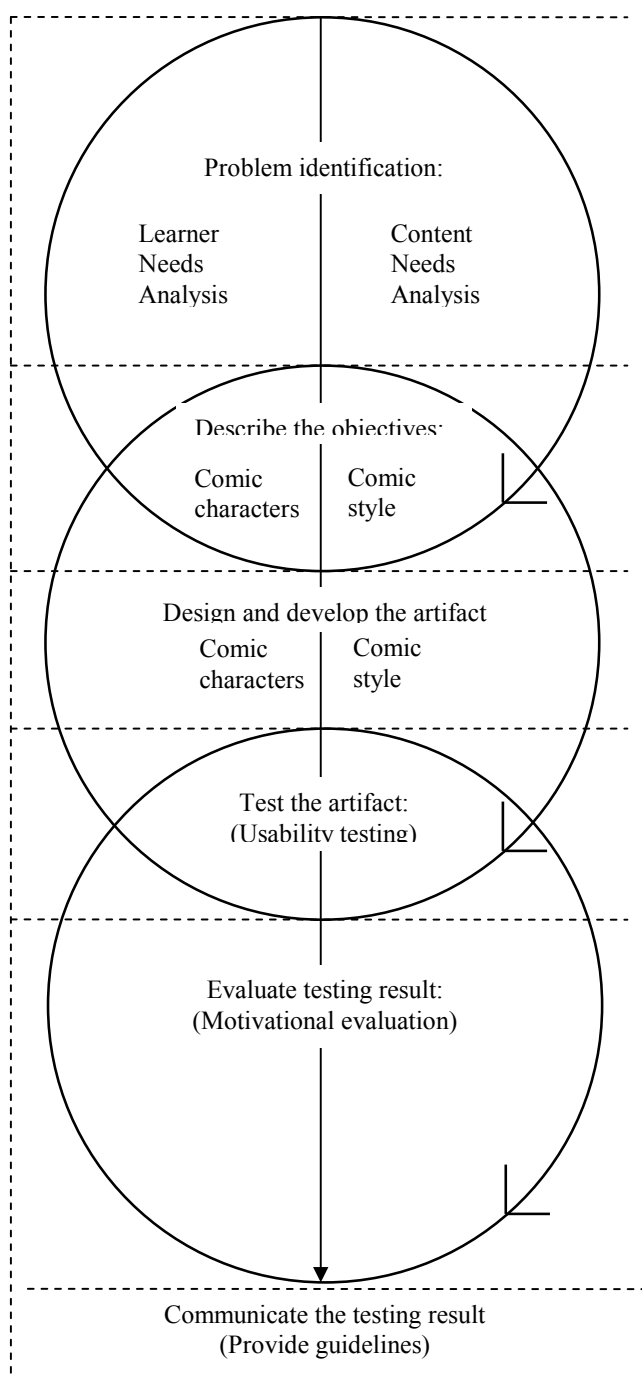 Problem identification:
Learner
Needs
Analysis
Content
Needs
Analysis
Describe the objectives:
Comic
characters
Comic
style
Design and develop the artifact
Comic
characters
Comic
style
Test the artifact:
(Usability testing)
Evaluate testing result:
(Motivational evaluation)
Communicate the testing result
(Provide guidelines)